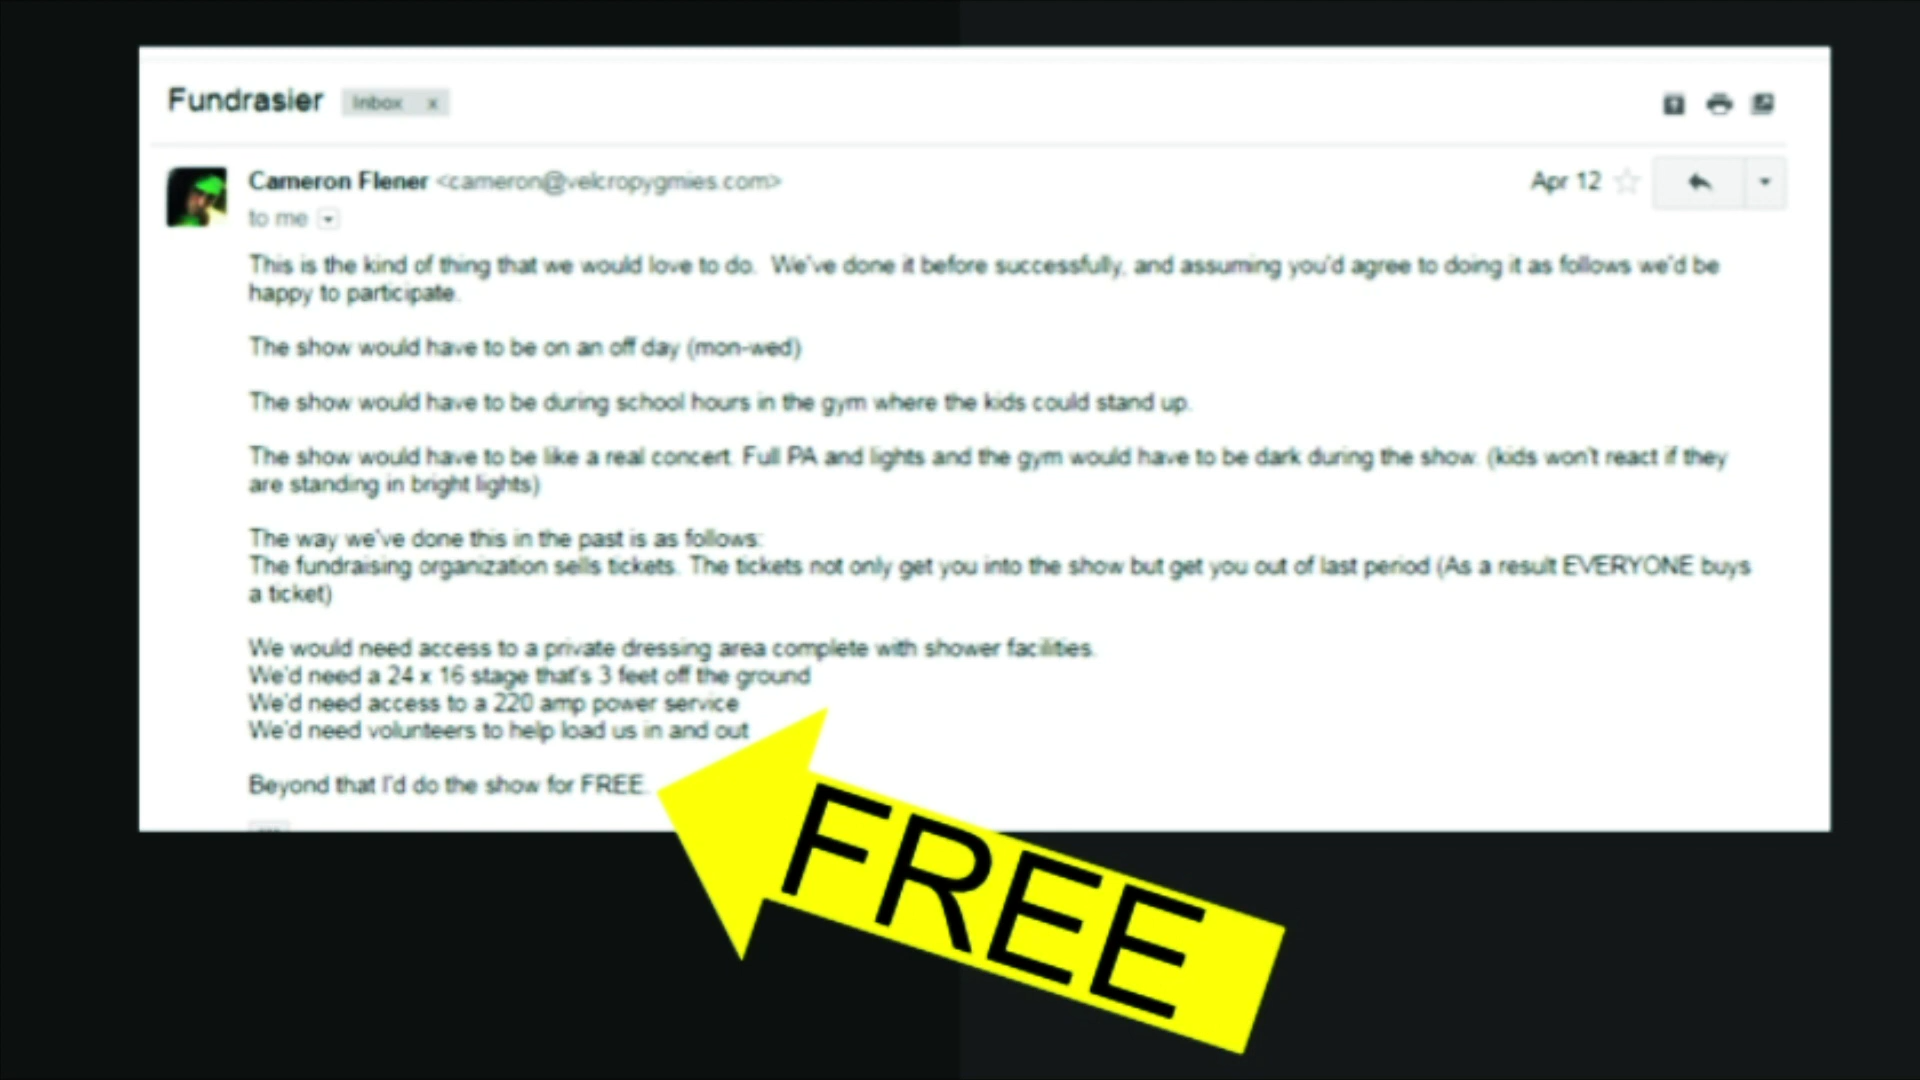 Fundrasier Inbox x
Cameron Flener <cameron@velcropygmies.com> Apr 12
to me
This is the kind of thing that we would love to do. We've done it before successfully, and assuming you'd agree to doing it as follows we'd be
happy to participate.
The show would have to be on an off day (mon-wed)
The show would have to be during school hours in the gym where the kids could stand up.
The show would have to be like a real concert. Full PA and lights and the gym would have to be dark during the show. (kids won't react if they
are standing in bright lights)
The way we've done this in the past is as follows:
The fundraising organization sells tickets. The tickets not only get you into the show but get you out of last period (As a result EVERYONE buys
a ticket)
We would need access to a private dressing area complete with shower facilities.
We'd need a 24 x 16 stage that's 3 feet off the ground
We'd need access to a 220 amp power service
We'd need volunteers to help load us in and out
Beyond that I'd do the show for FREE.
FREE